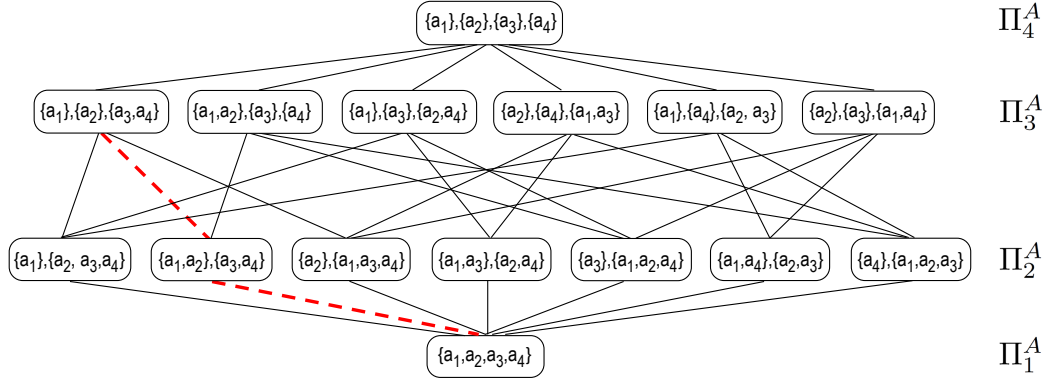 {a₁},{a₂},{a₃},{a₄} Π₄ᴬ
{a₁},{a₂},{a₃,a₄} {a₁,a₂},{a₃},{a₄} {a₁},{a₃},{a₂,a₄} {a₂},{a₄},{a₁,a₃} {a₁},{a₄},{a₂, a₃} {a₂},{a₃},{a₁,a₄} Π₃ᴬ
{a₁},{a₂, a₃,a₄} {a₁,a₂},{a₃,a₄} {a₂},{a₁,a₃,a₄} {a₁,a₃},{a₂,a₄} {a₃},{a₁,a₂,a₄} {a₁,a₄},{a₂,a₃} {a₄},{a₁,a₂,a₃} Π₂ᴬ
{a₁,a₂,a₃,a₄} Π₁ᴬ